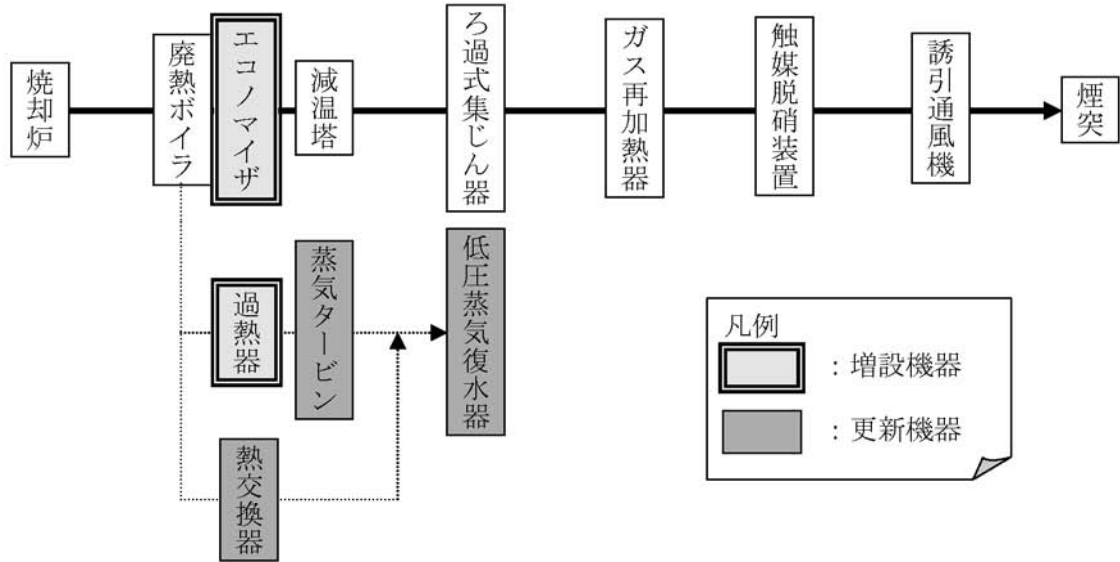 焼却炉
廃熱ボイラ
エコノマイザ
減温塔
ろ過式集じん器
ガス再加熱器
触媒脱硝装置
誘引通風機
煙突
過熱器
蒸気タービン
低圧蒸気復水器
熱交換器
凡例
：増設機器
：更新機器